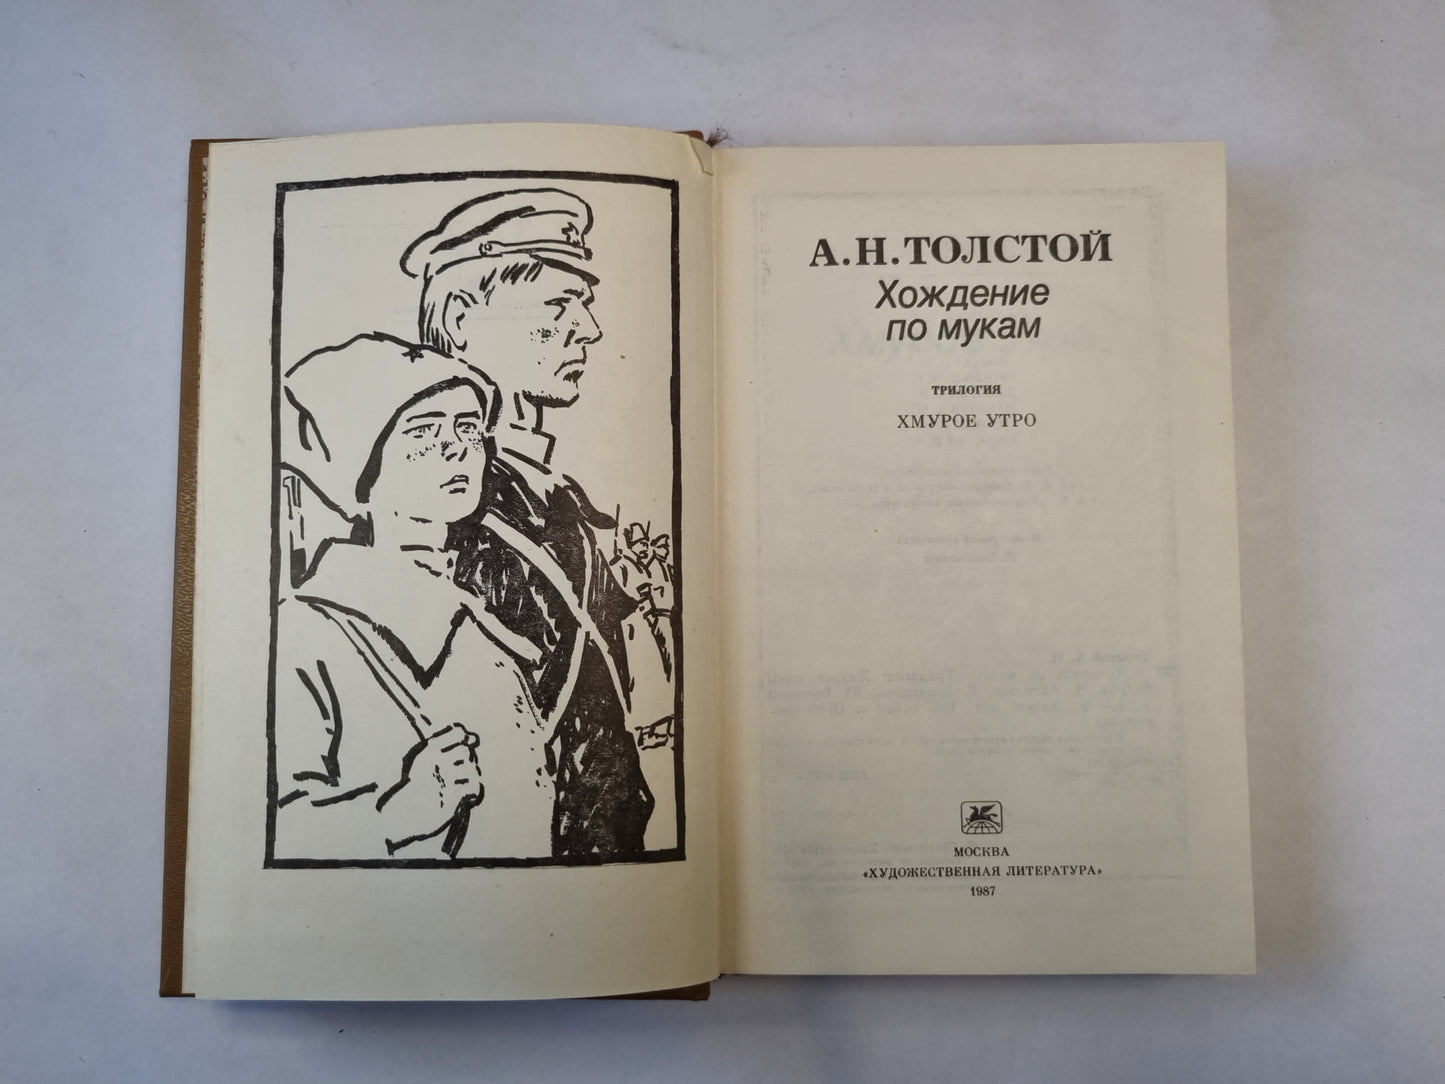 А.Н.ТОЛСТОЙ
Хождение
по мукам
ТРИЛОГИЯ
ХМУРОЕ УТРО
МОСКВА
«ХУДОЖЕСТВЕННАЯ ЛИТЕРАТУРА»
1987